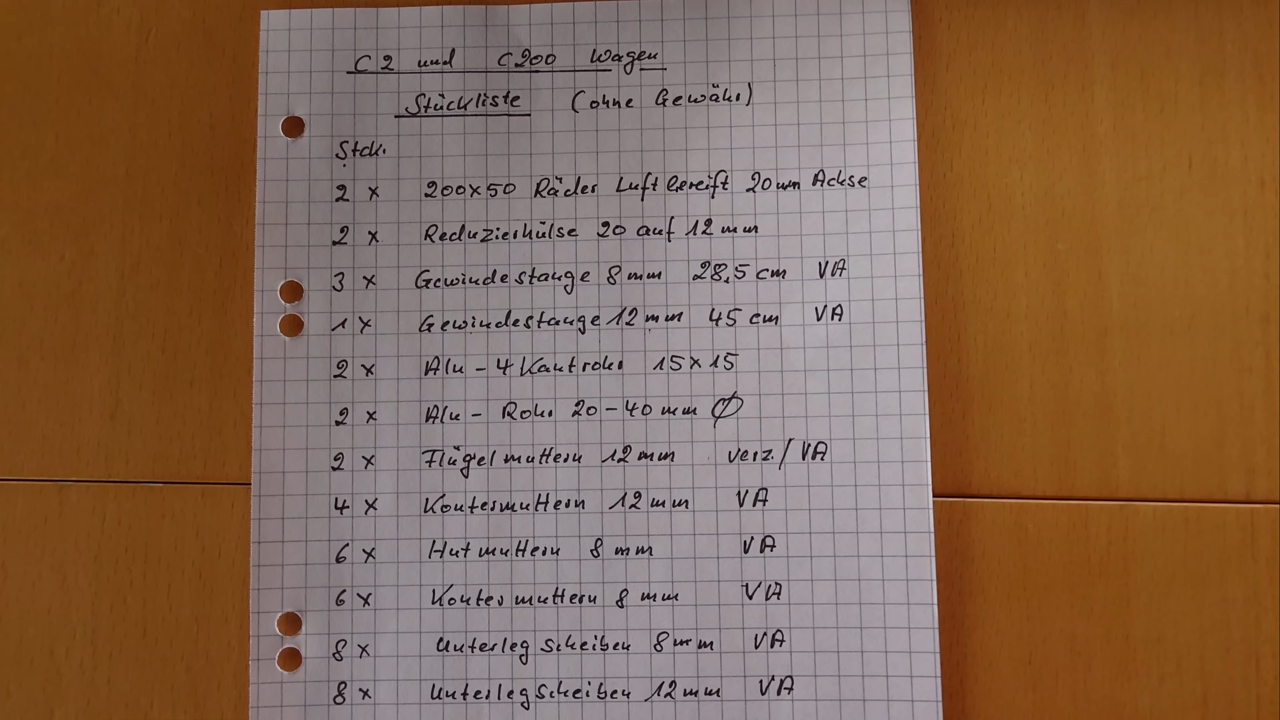 C2 und C200 Wagen
Stückliste (ohne Gewähr)
Stck.
2 x 200x50 Räder Luftbereift 20mm Ackse
2 x Reduzierhülse 20 auf 12 mm
3 x Gewindestange 8 mm 28,5 cm VA
1 x Gewindestange 12 mm 45 cm VA
2 x Alu - 4 Kantrohr 15x15
2 x Alu - Rohr 20-40 mm Ø
2 x Flügelmuttern 12 mm verz./VA
4 x Kontermuttern 12 mm VA
6 x Hutmuttern 8 mm VA
6 x Kontermuttern 8 mm VA
8 x Unterlegscheiben 8 mm VA
8 x Unterlegscheiben 12 mm VA